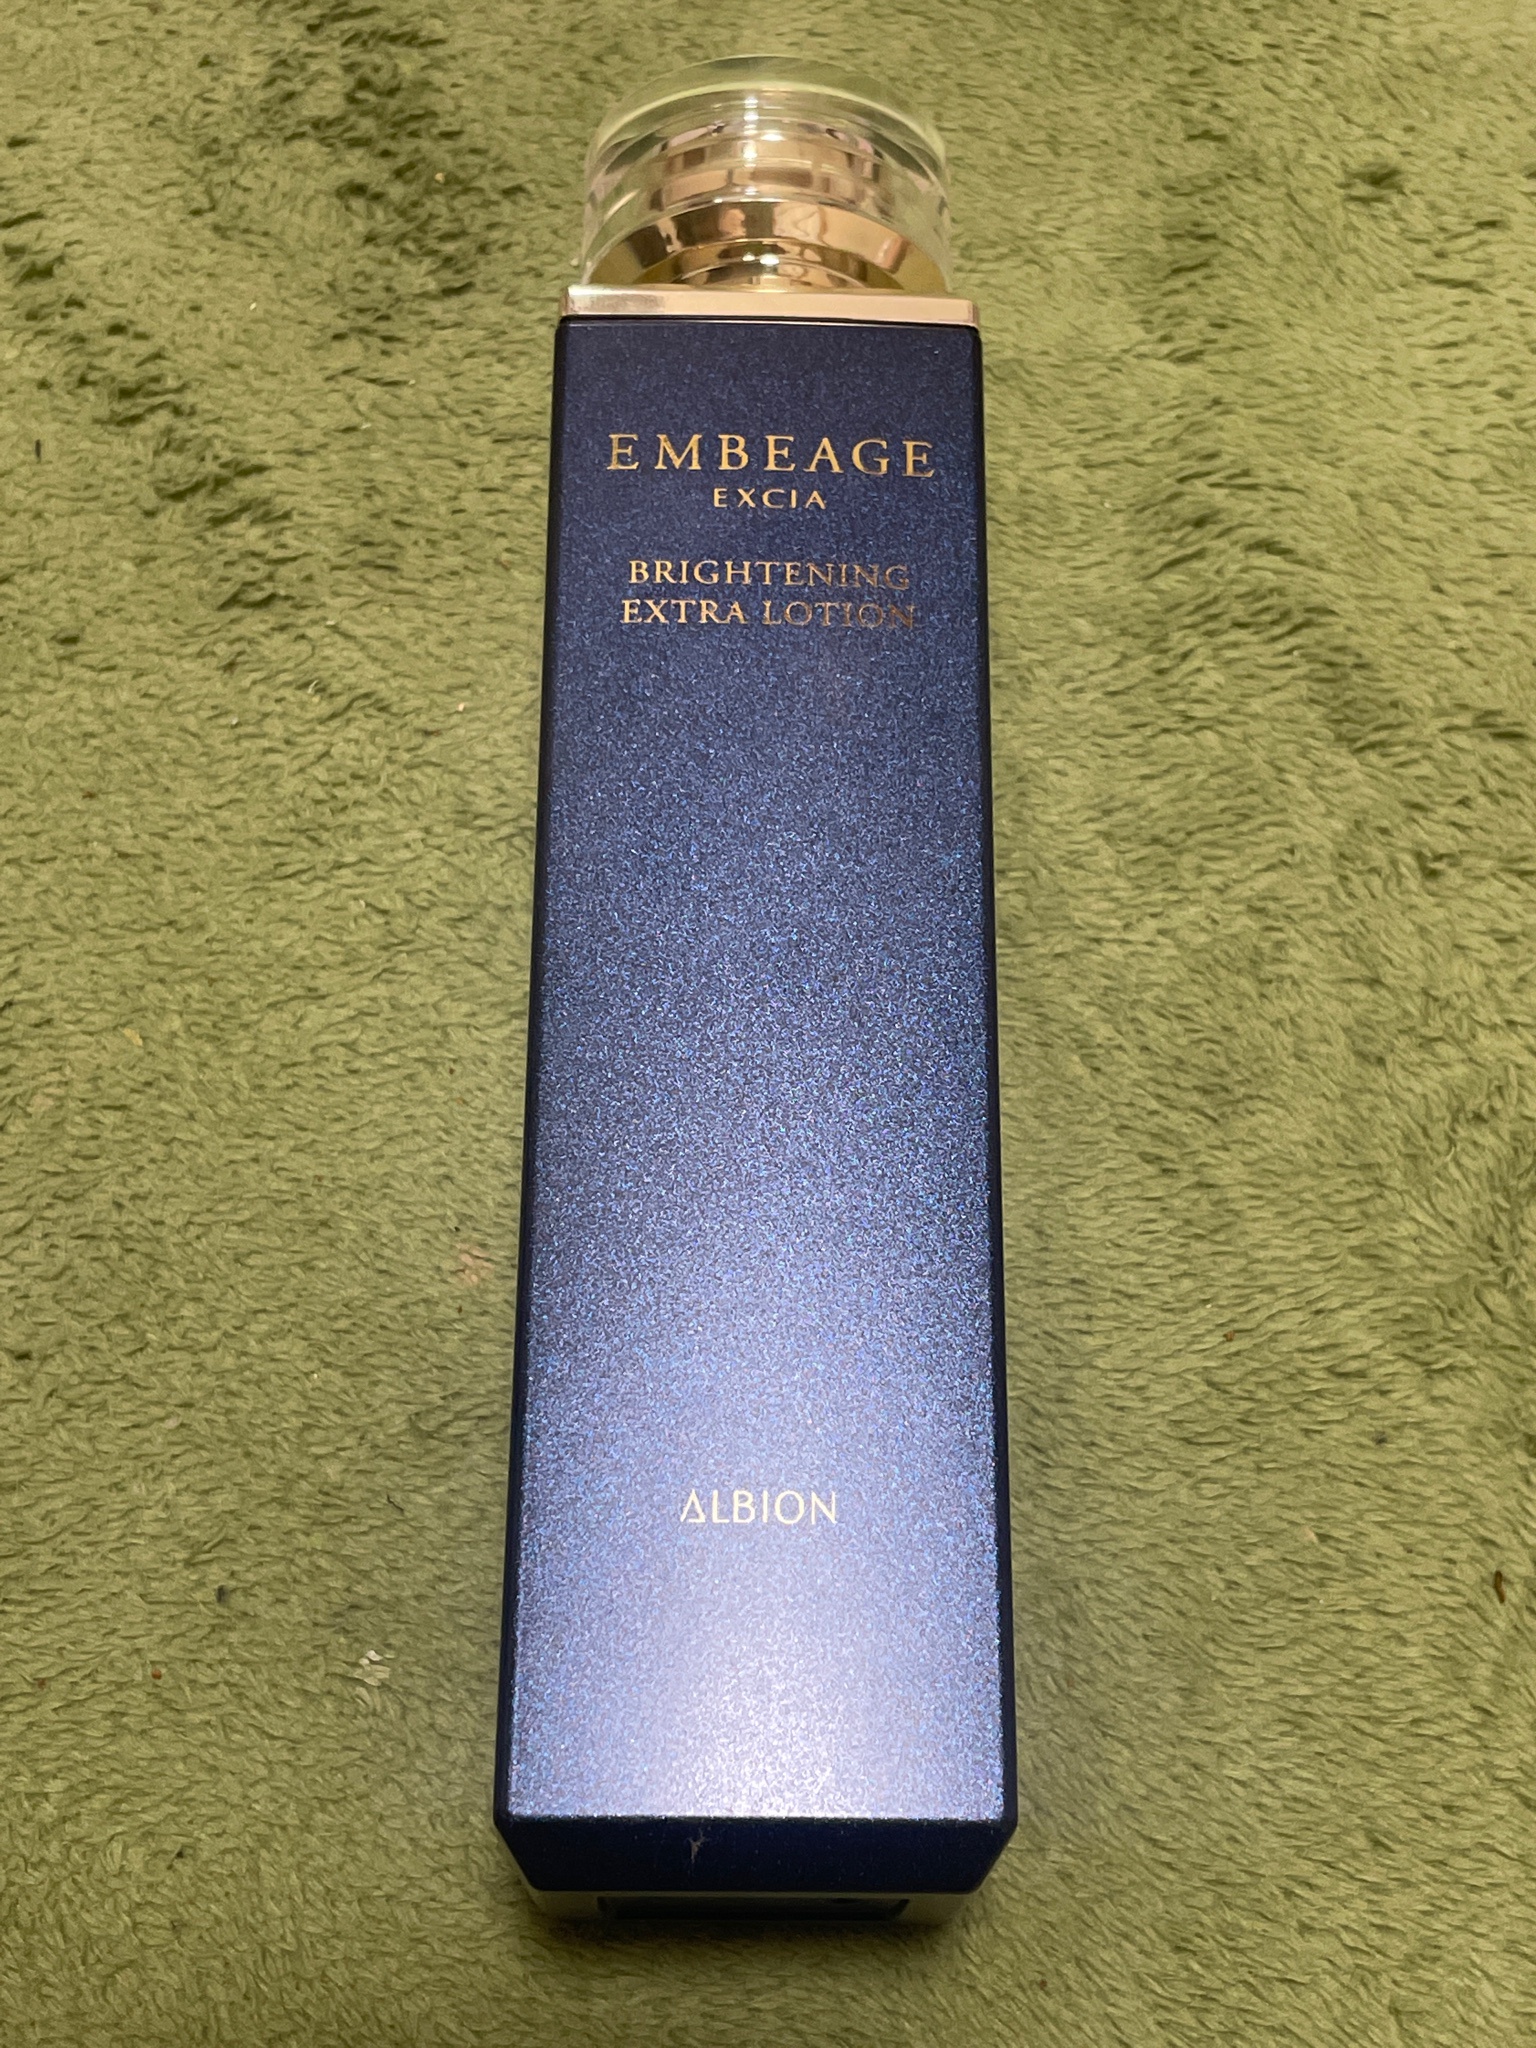 EMBEAGE
EXCIA
BRIGHTENING
EXTRA LOTION
ALBION